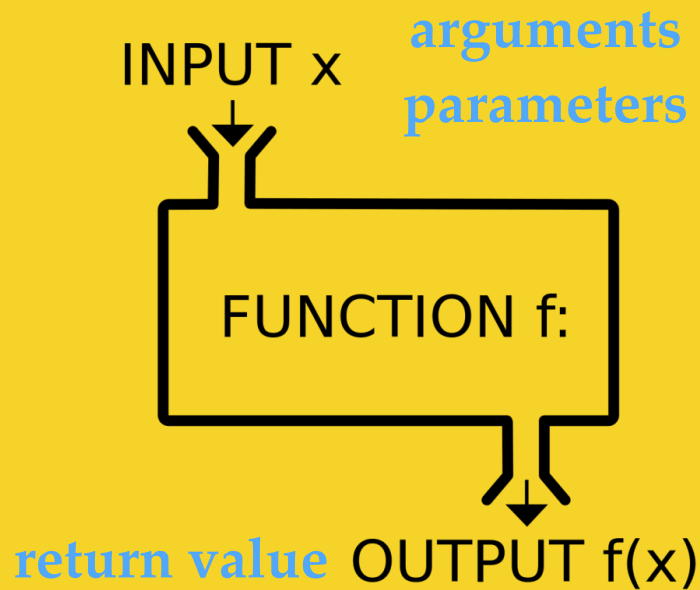 INPUT x
arguments
parameters
FUNCTION f:
return value
OUTPUT f(x)